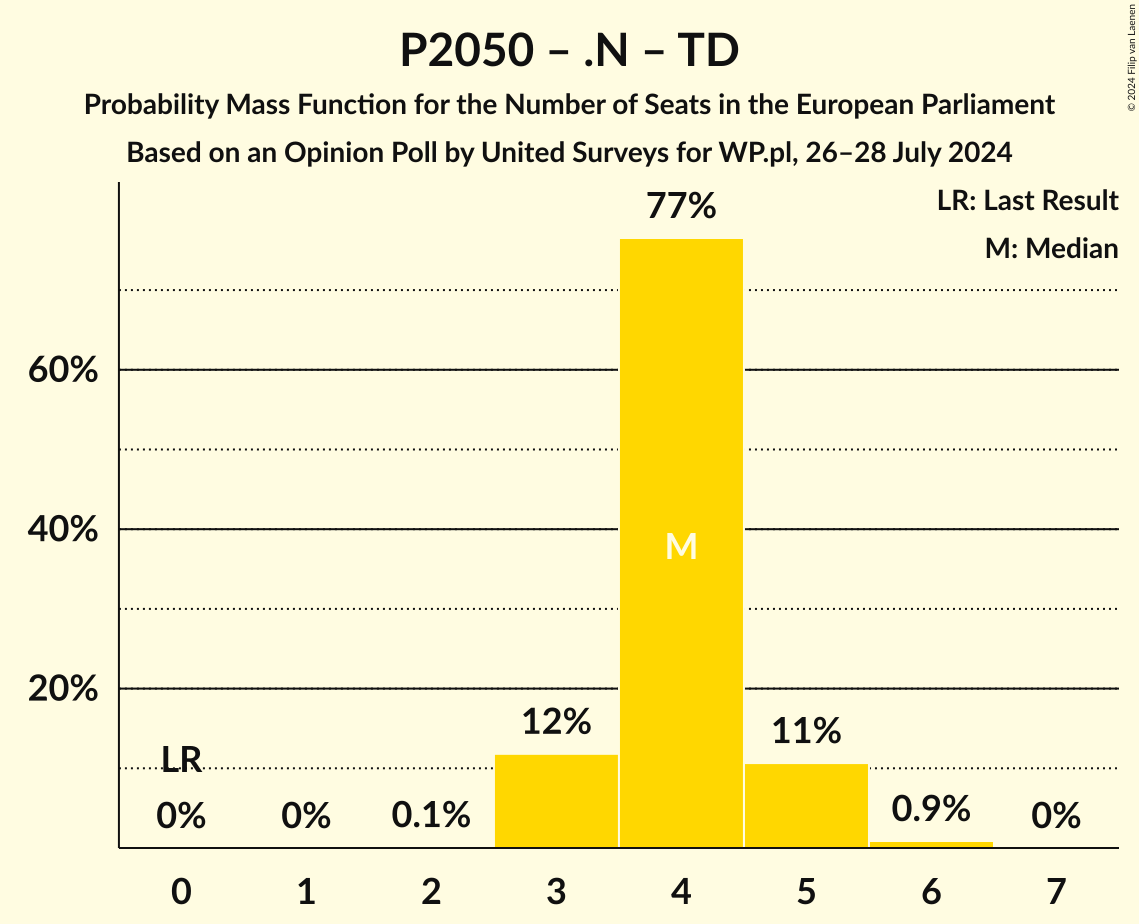 P2050 – .N – TD
Probability Mass Function for the Number of Seats in the European Parliament
Based on an Opinion Poll by United Surveys for WP.pl, 26–28 July 2024
© 2024 Filip van Laenen
LR: Last Result
M: Median
77%
60%
40%
M
20%
12%
11%
LR
0%
0%
0.1%
0.9%
0%
0 1 2 3 4 5 6 7